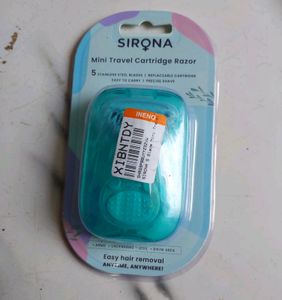 SIRONA
Mini Travel Cartridge Razor
5 STAINLESS STEEL BLADES | REPLACEABLE CARTRIDGE
EASY TO CARRY | PRECISE SHAVE
INENO
XIBNTDY
Easy hair removal
ANYTIME, ANYWHERE!